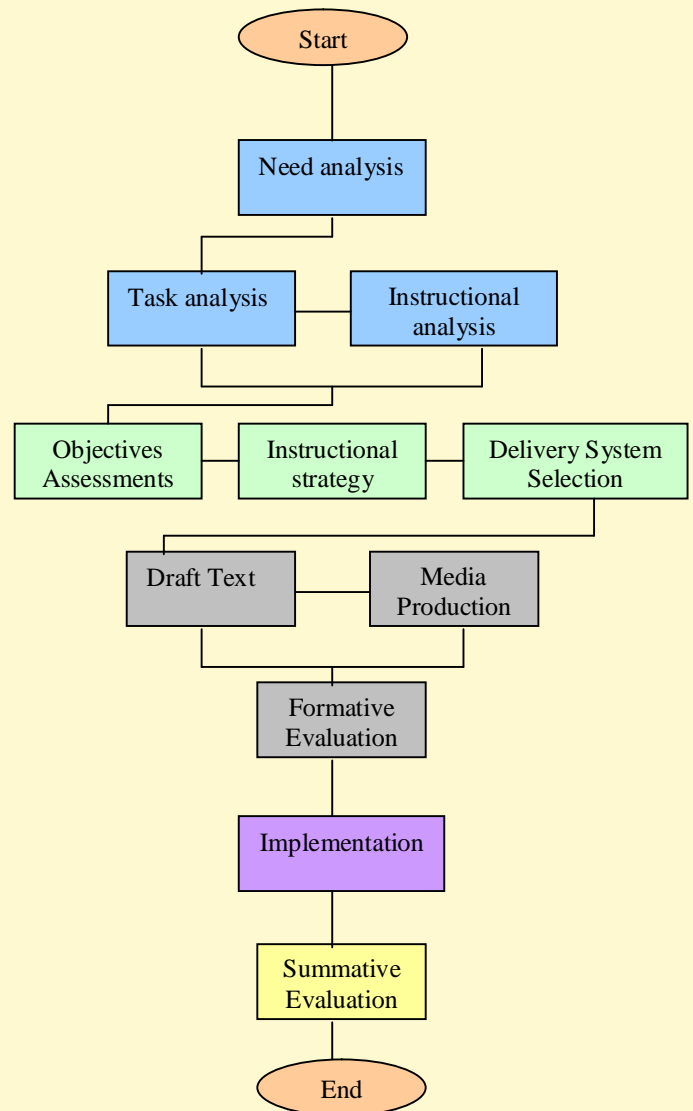 Start
Need analysis
Task analysis
Instructional
analysis
Objectives
Assessments
Instructional
strategy
Delivery System
Selection
Draft Text
Media
Production
Formative
Evaluation
Implementation
Summative
Evaluation
End